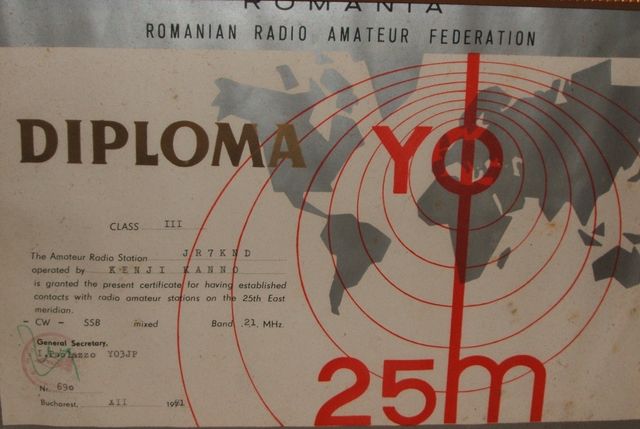 ROMANIA
ROMANIAN RADIO AMATEUR FEDERATION
DIPLOMA
YO
CLASS III
The Amateur Radio Station JR7KND
operated by KENJI KANNO
is granted the present certificate for having established
contacts with radio amateur stations on the 25th East
meridian.
- CW - SSB mixed Band 21 MHz.
General Secretary,
YO3JP
Nr. 690
Bucharest, XII
25m